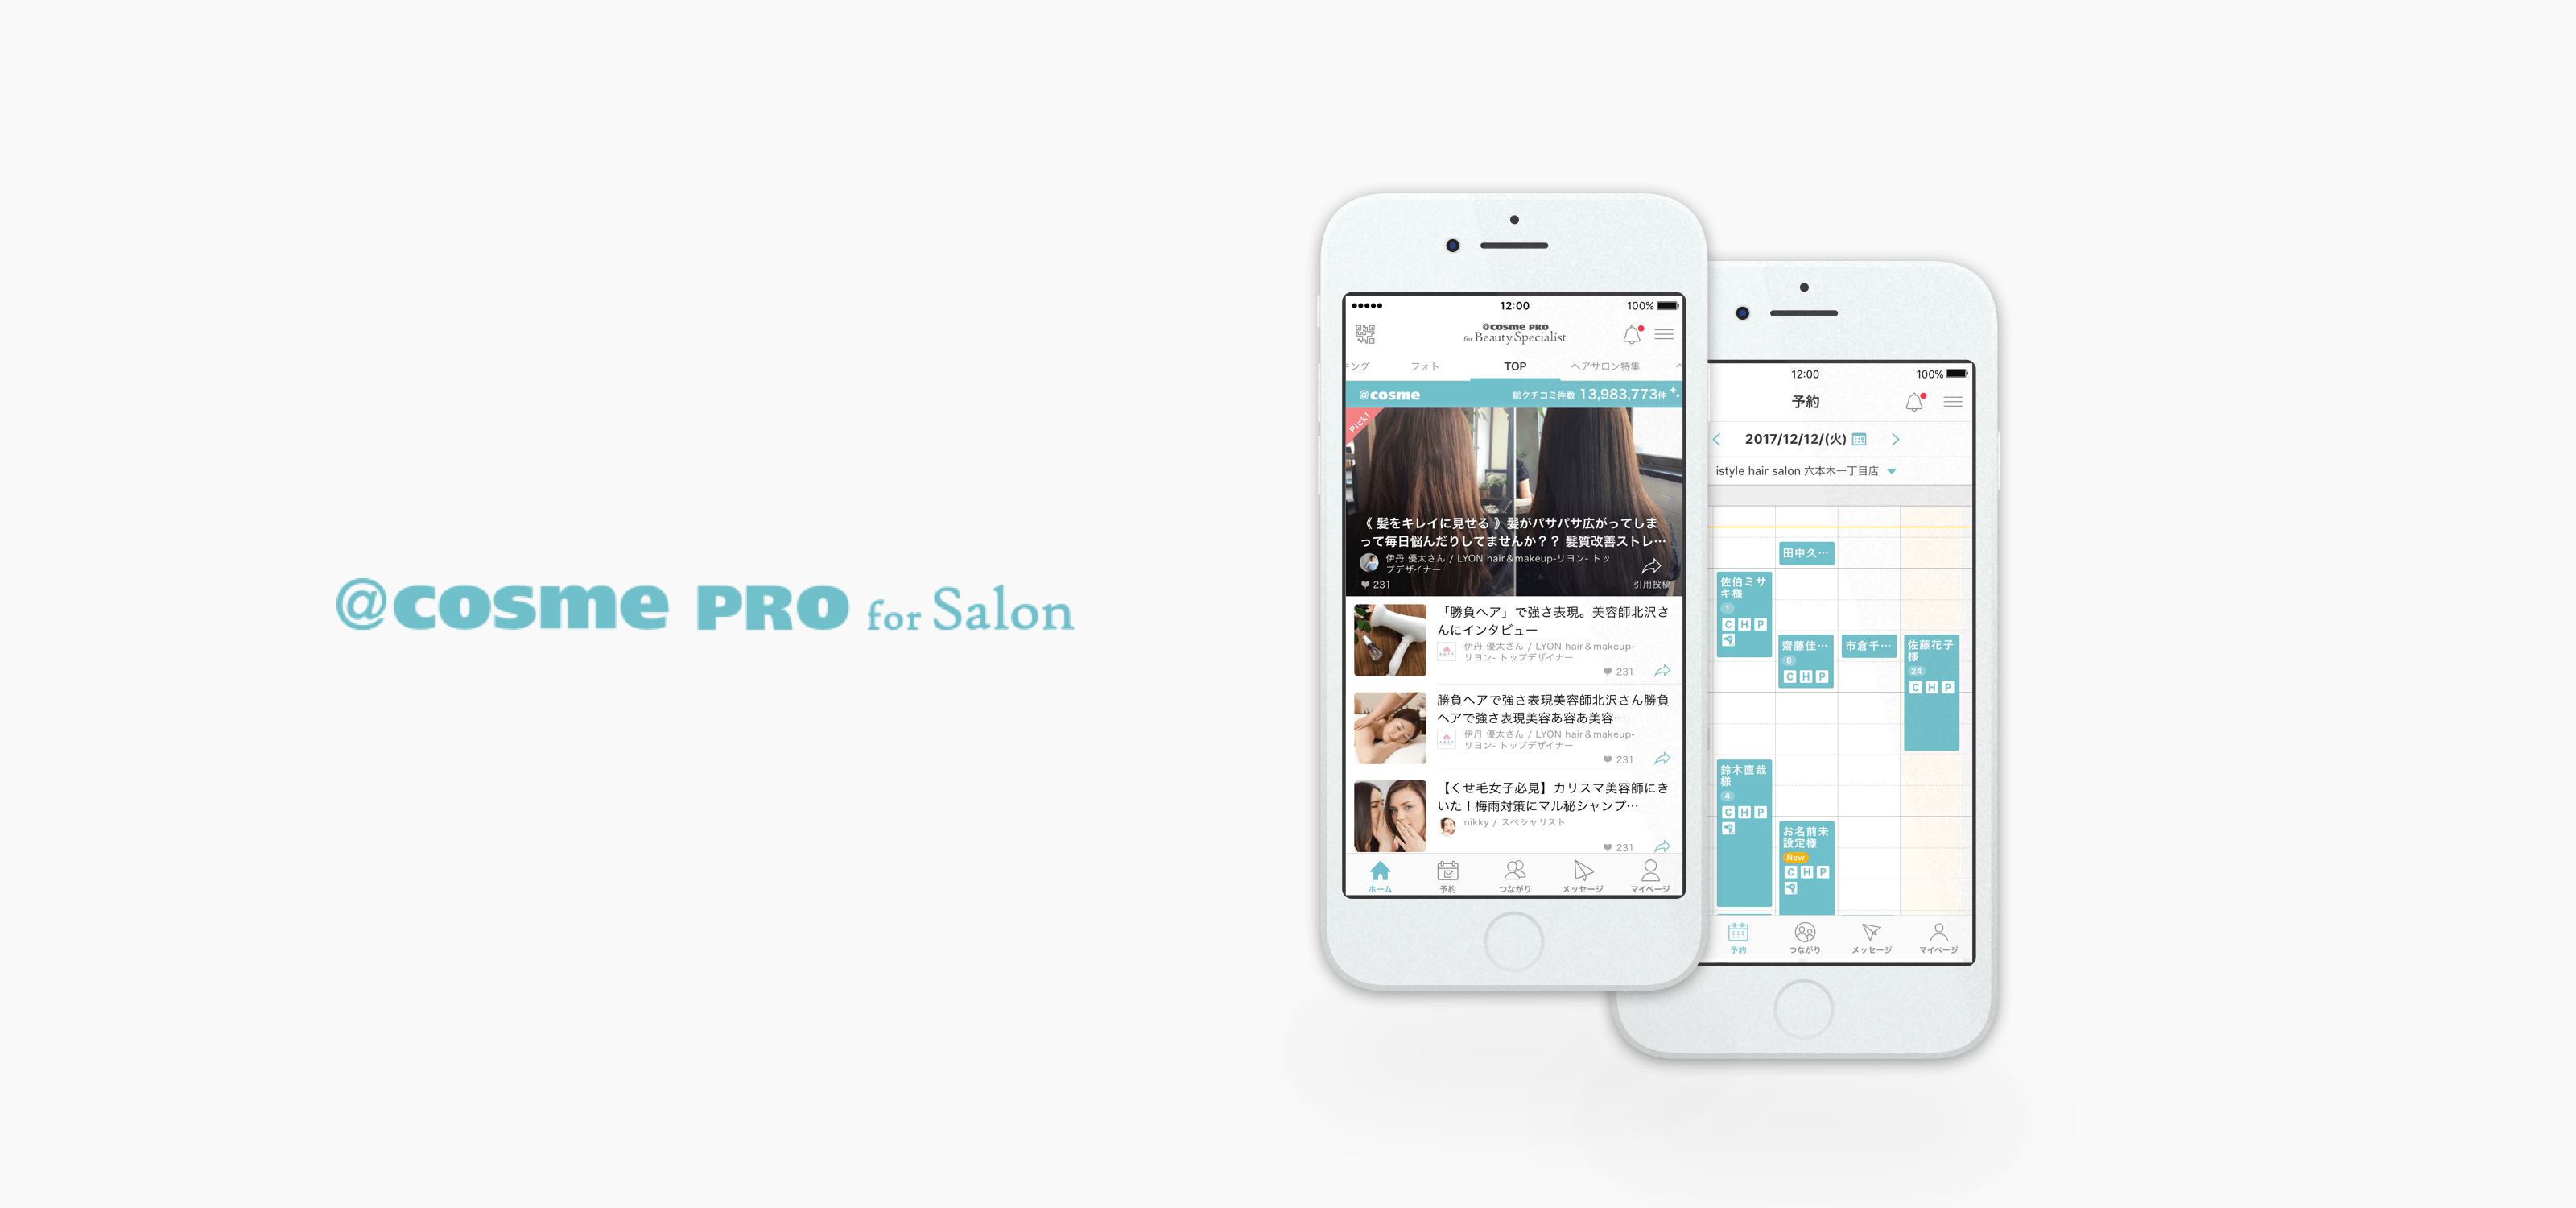 @cosme PRO for Salon
12:00
100%
@cosme PRO
for Beauty Specialist
キング
フォト
TOP
ヘアサロン特集
ヘ
@cosme
総クチコミ件数 13,983,773件
Pick!
《 髪をキレイに見せる 》髪がパサパサ広がってしま
って毎日悩んだりしてませんか？？ 髪質改善ストレ…
伊丹 優太さん / LYON hair&makeup-リヨン- トッ
プデザイナー
231
引用投稿
「勝負ヘア」で強さ表現。美容師北沢さ
んにインタビュー
伊丹 優太さん / LYON hair&makeup-
リヨン- トップデザイナー
231
勝負ヘアで強さ表現美容師北沢さん勝負
ヘアで強さ表現美容あ容あ美容…
伊丹 優太さん / LYON hair&makeup-
リヨン- トップデザイナー
231
【くせ毛女子必見】カリスマ美容師にき
いた！梅雨対策にマル秘シャンプ…
nikky / スペシャリスト
231
ホーム
予約
つながり
メッセージ
マイページ
12:00
100%
予約
2017/12/12/(火)
istyle hair salon 六本木一丁目店
田中久…
佐伯ミサ
キ様
1
C H P
齋藤佳…
8
C H P
市倉千…
佐藤花子
様
24
C H P
鈴木直哉
様
4
C H P
お名前未
設定様
New
C H P
予約
つながり
メッセージ
マイページ